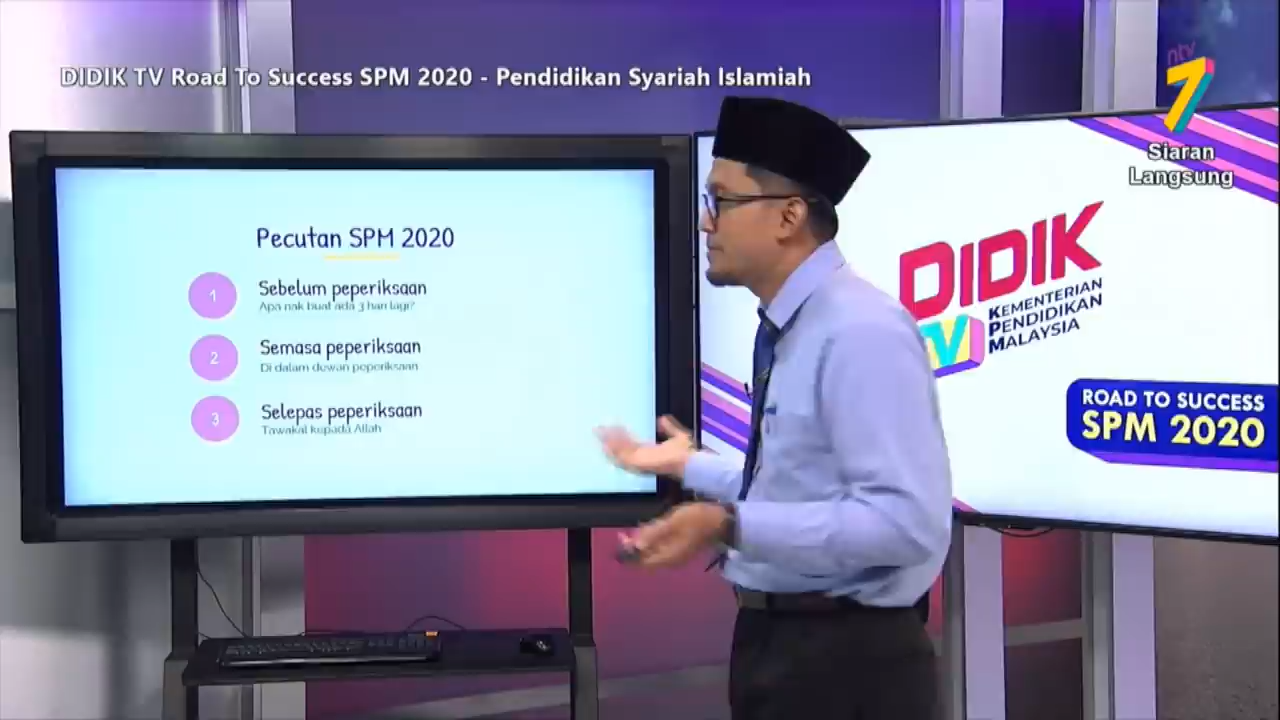 DIDIK TV Road To Success SPM 2020 - Pendidikan Syariah Islamiah
ntv
7
Siaran
Langsung
Pecutan SPM 2020
1
Sebelum peperiksaan
Apa nak buat ada 3 hari lagi?
2
Semasa peperiksaan
Di dalam dewan peperiksaan
3
Selepas peperiksaan
Tawakal kepada Allah
DIDIK
TV
KEMENTERIAN
PENDIDIKAN
MALAYSIA
ROAD TO SUCCESS
SPM 2020